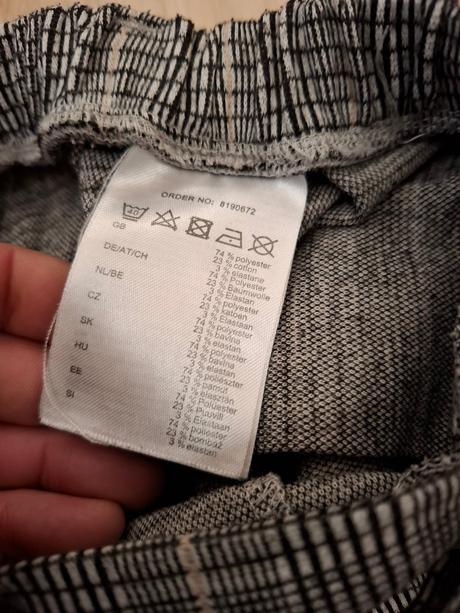 ORDER NO: 8190672
40
GB 74 % polyester
23 % cotton
3 % elastane
DE/AT/CH 74 % Polyester
23 % Baumwolle
3 % Elastan
NL/BE 74 % polyester
23 % katoen
3 % Elastaan
CZ 74 % polyester
23 % bavlna
3 % elastan
SK 74 % polyester
23 % bavlna
3 % elastan
HU 74 % poliészter
23 % pamut
3 % elasztán
EE 74 % Polüester
23 % Puuvill
3 % Elastaan
SI 74 % poliester
23 % bombaž
3 % elastan